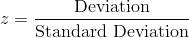 z = Deviation / Standard Deviation